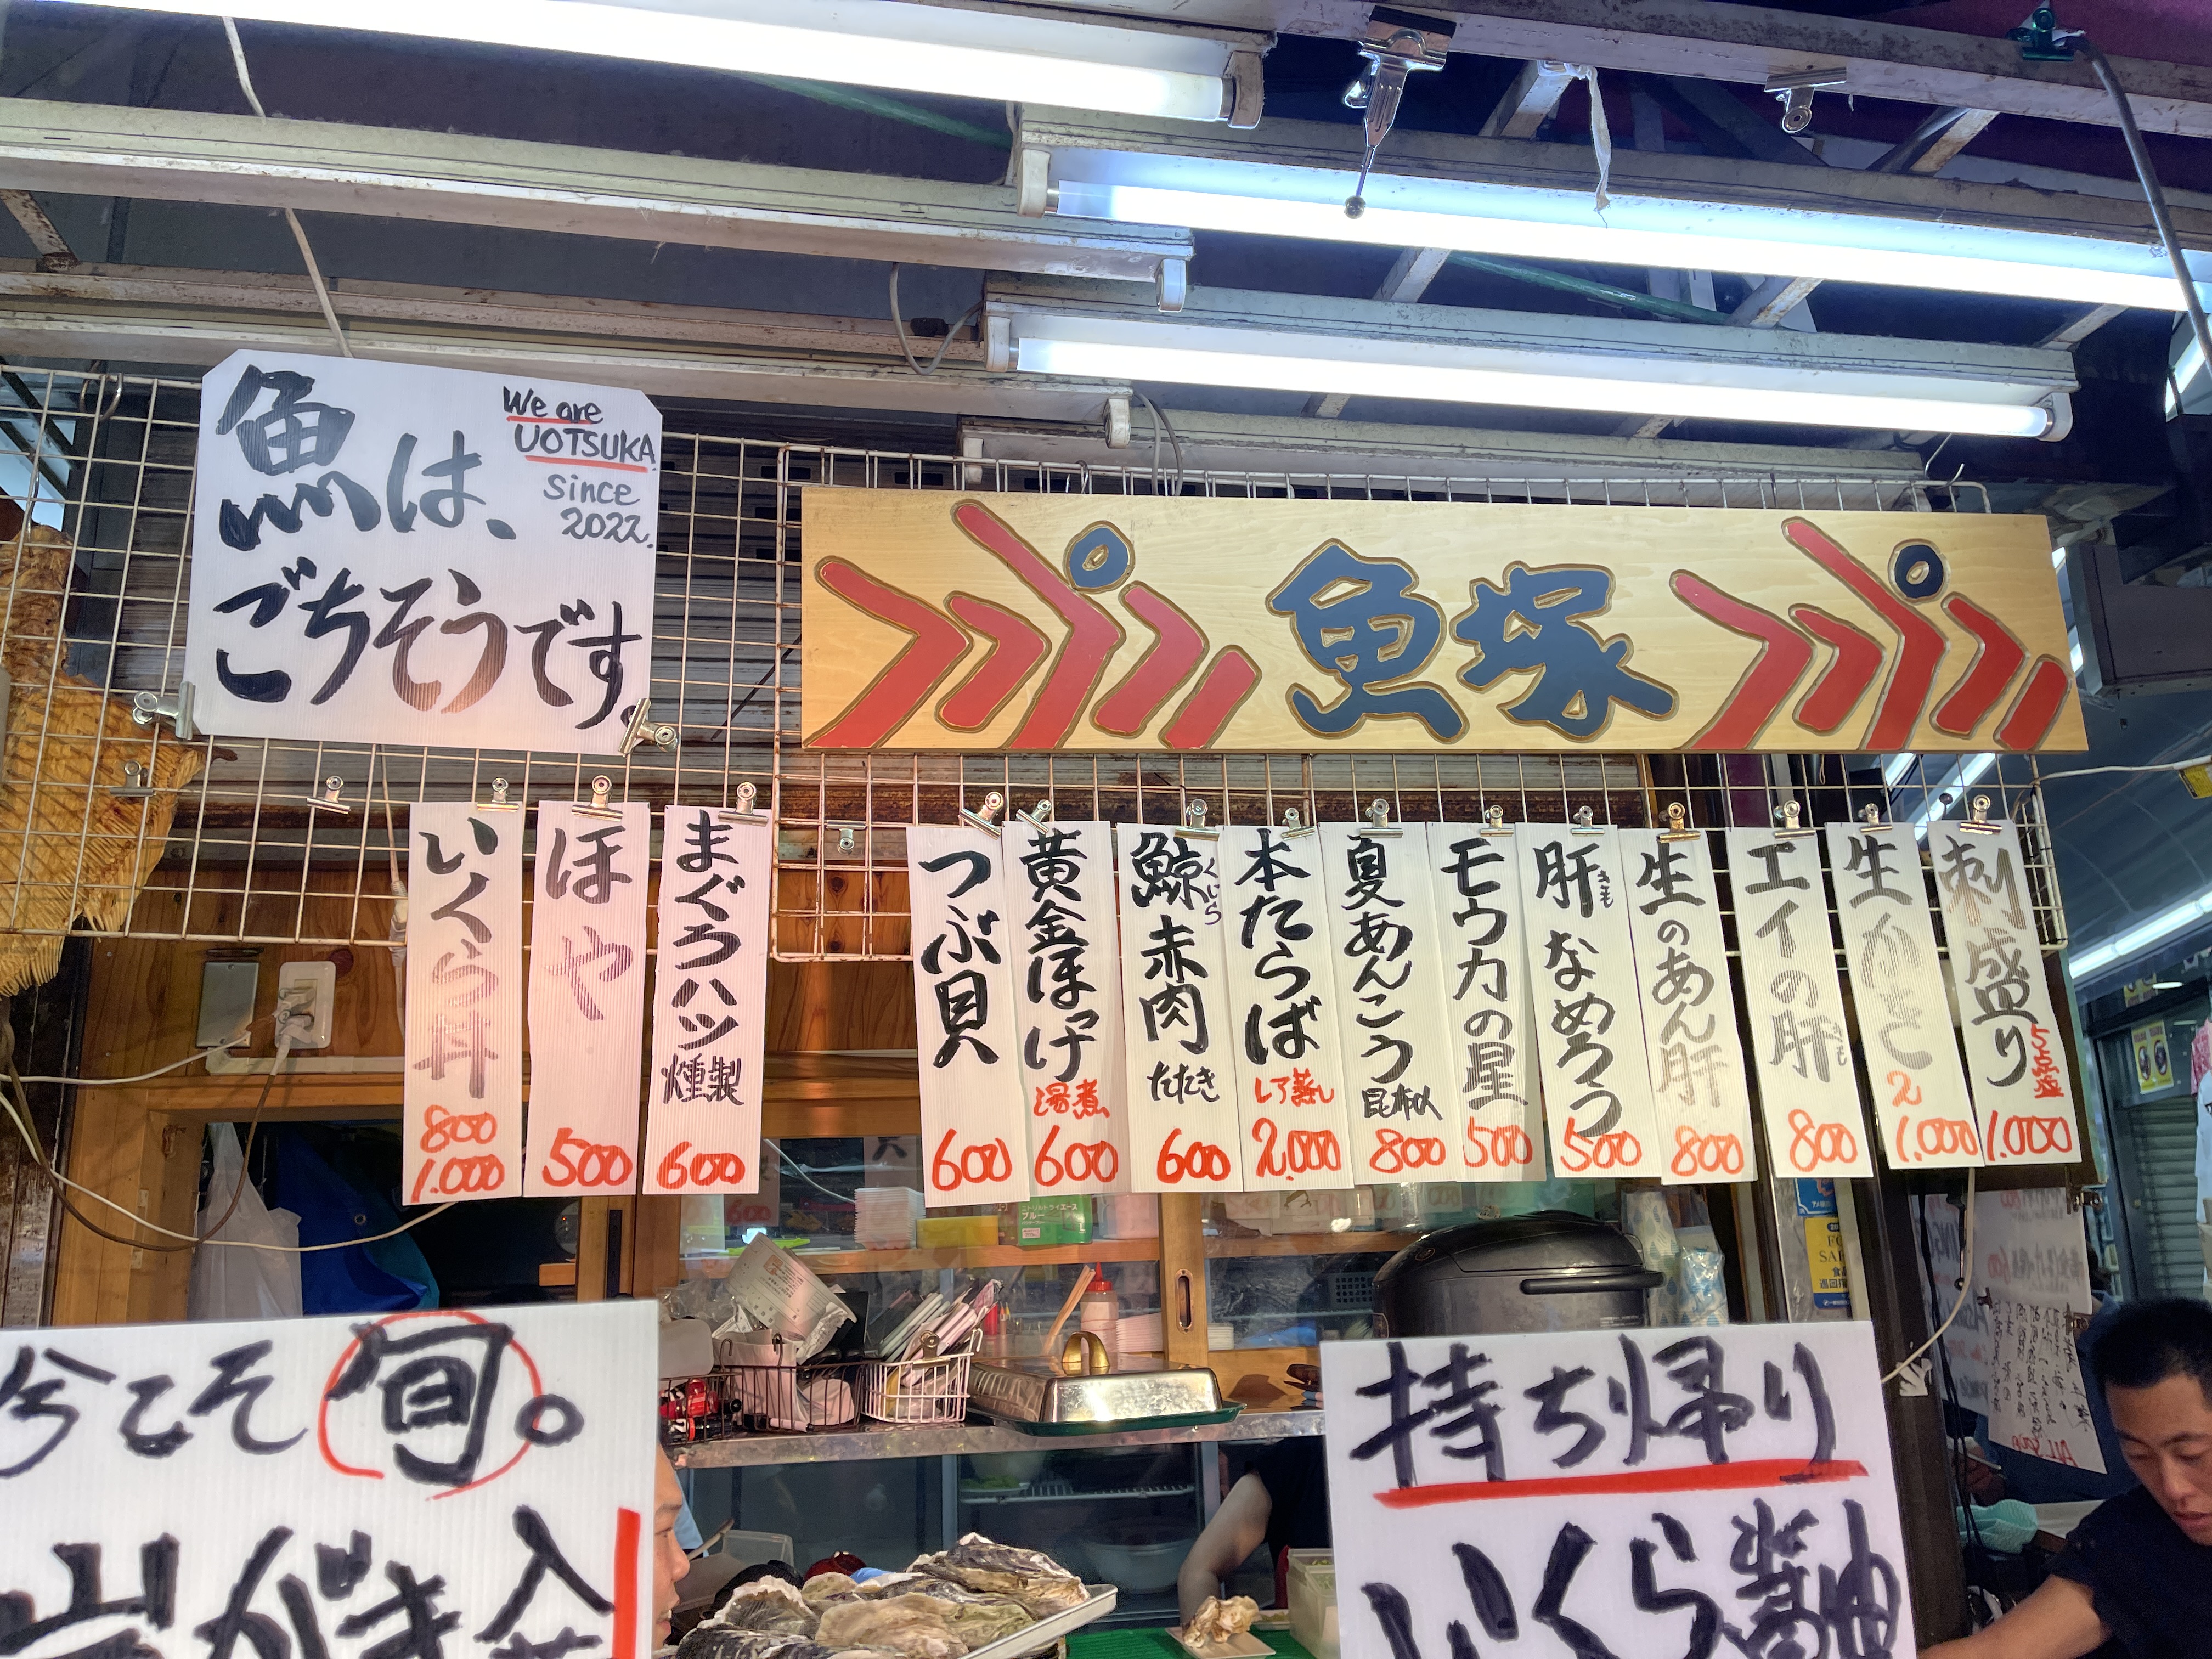 魚は、
ごちそうです。
We are
UOTSUKA
Since
2022.
魚塚
いくら丼
800
1.000
ほや
500
まぐろハツ
燻製
600
つぶ貝
600
黄金ほっけ
湯煮
600
鯨
くじら
赤肉
たたき
600
本たらば
レア蒸し
2.000
夏あんこう
昆布〆
800
モウカの星
500
肝
きも
なめろう
500
生のあん肝
800
エイの肝
きも
800
生かき
2
1.000
刺盛り
5点盛
1.000
今こそ旬。
岩がき入荷
持ち帰り
いくら醤油